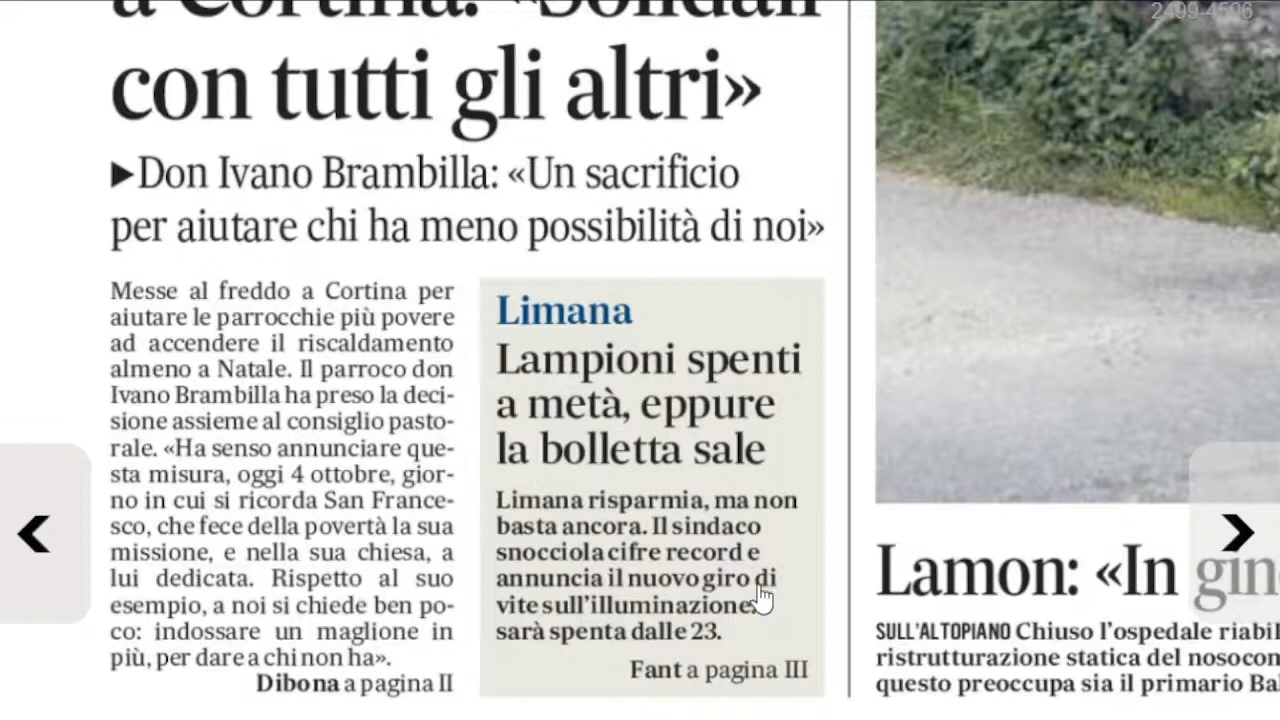 a Cortina: «Solidali
con tutti gli altri»
▶Don Ivano Brambilla: «Un sacrificio
per aiutare chi ha meno possibilità di noi»
Messe al freddo a Cortina per
aiutare le parrocchie più povere
ad accendere il riscaldamento
almeno a Natale. Il parroco don
Ivano Brambilla ha preso la deci-
sione assieme al consiglio pasto-
rale. «Ha senso annunciare que-
sta misura, oggi 4 ottobre, gior-
no in cui si ricorda San France-
sco, che fece della povertà la sua
missione, e nella sua chiesa, a
lui dedicata. Rispetto al suo
esempio, a noi si chiede ben po-
co: indossare un maglione in
più, per dare a chi non ha».
Dibona a pagina II
Limana
Lampioni spenti
a metà, eppure
la bolletta sale
Limana risparmia, ma non
basta ancora. Il sindaco
snocciola cifre record e
annuncia il nuovo giro di
vite sull'illuminazione:
sarà spenta dalle 23.
Fant a pagina III
2499-4596
Lamon: «In gin
SULL'ALTOPIANO Chiuso l'ospedale riabil
ristrutturazione statica del nosocon
questo preoccupa sia il primario Bal